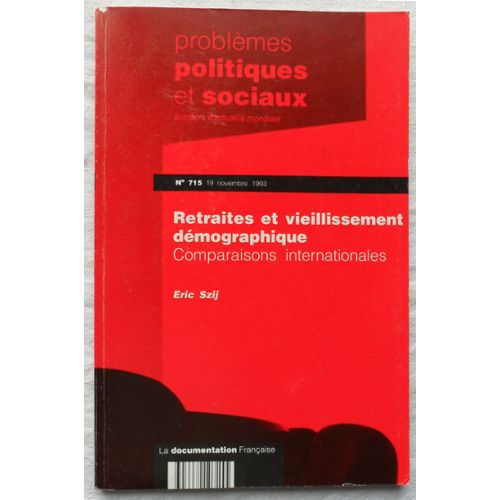 problèmes
politiques
et sociaux
dossiers d'actualité mondiale
N° 715 19 novembre 1993
Retraites et vieillissement
démographique
Comparaisons internationales
Eric Szij
La documentation Française